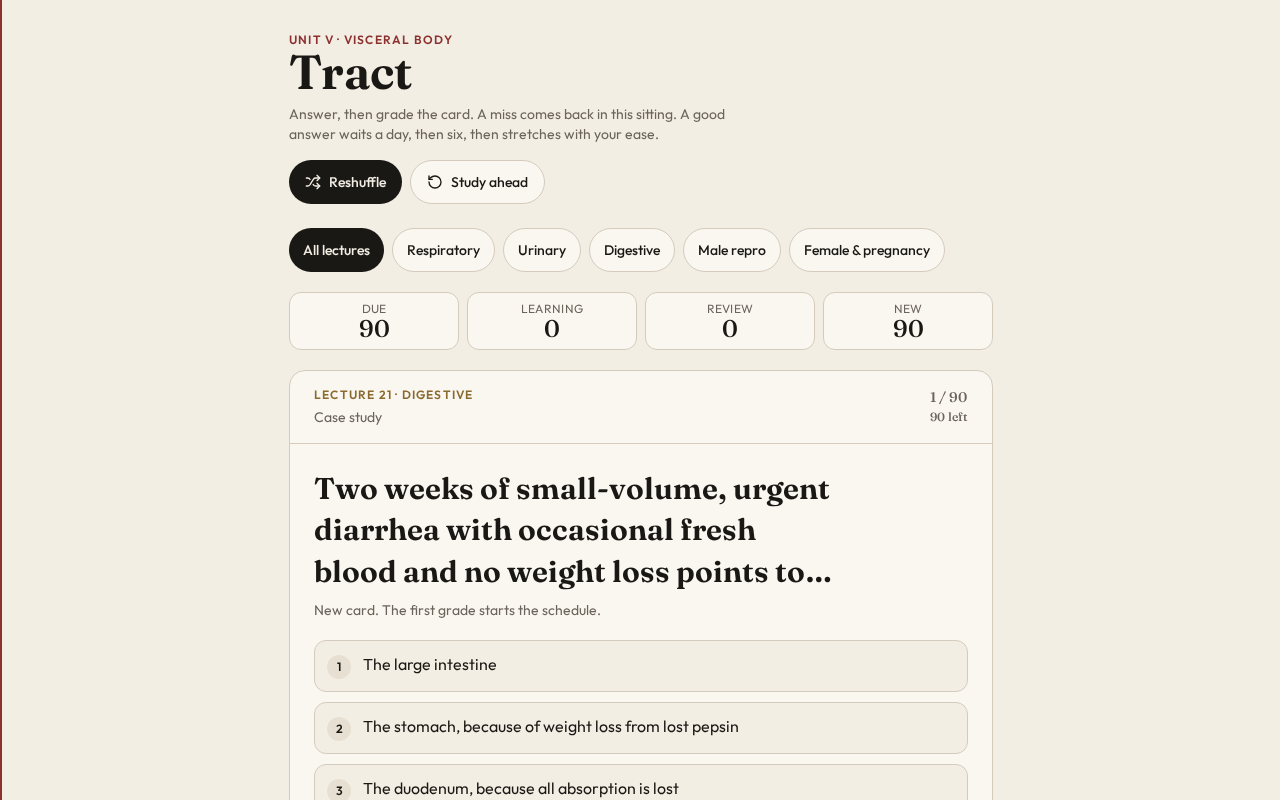 UNIT V · VISCERAL BODY
Tract
Answer, then grade the card. A miss comes back in this sitting. A good
answer waits a day, then six, then stretches with your ease.
Reshuffle
Study ahead
All lectures
Respiratory
Urinary
Digestive
Male repro
Female & pregnancy
DUE
90
LEARNING
0
REVIEW
0
NEW
90
LECTURE 21 · DIGESTIVE
Case study
1 / 90
90 left
Two weeks of small-volume, urgent
diarrhea with occasional fresh
blood and no weight loss points to...
New card. The first grade starts the schedule.
1 The large intestine
2 The stomach, because of weight loss from lost pepsin
3 The duodenum, because all absorption is lost